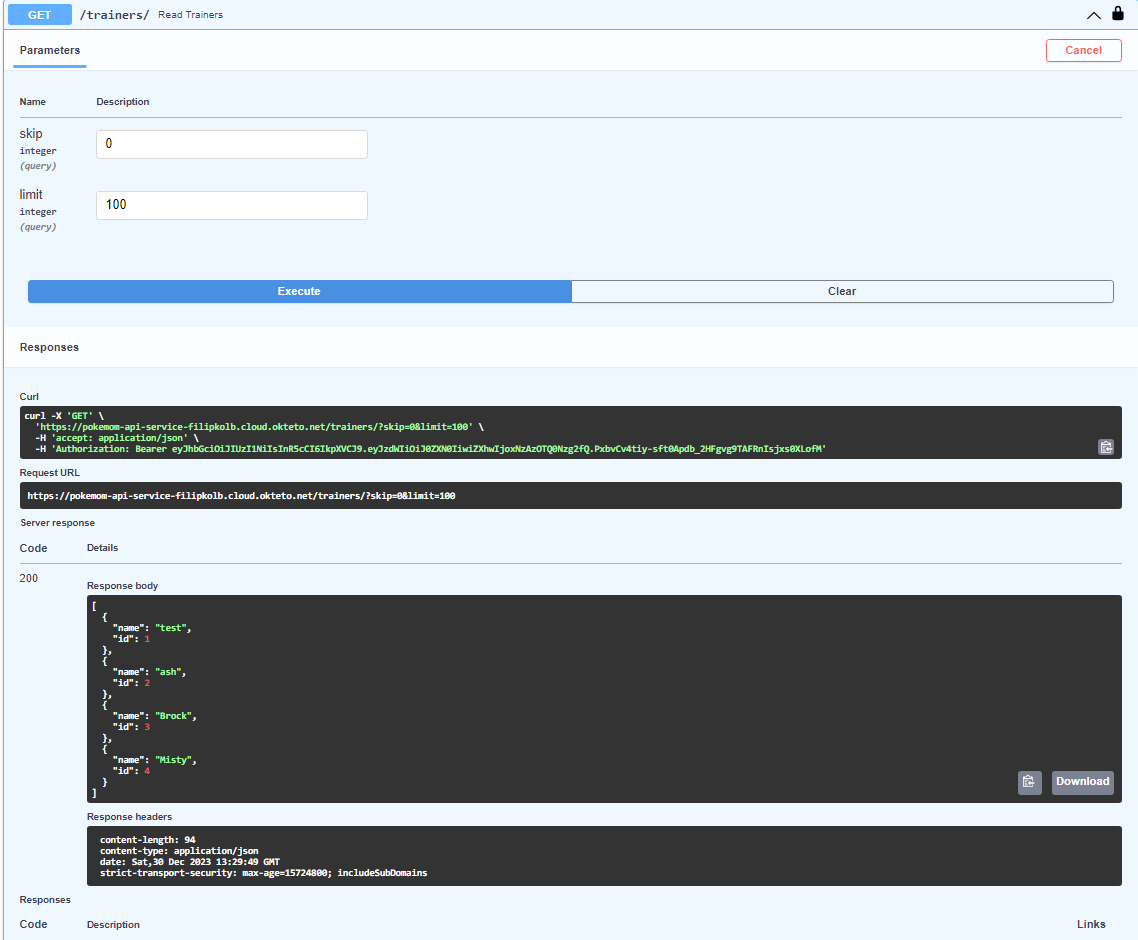 GET /trainers/ Read Trainers
Parameters
Cancel
Name Description
skip
integer
(query)
0
limit
integer
(query)
100
Execute Clear
Responses
Curl
curl -X 'GET' \
'https://pokemom-api-service-filipkolb.cloud.okteto.net/trainers/?skip=0&limit=100' \
-H 'accept: application/json' \
-H 'Authorization: Bearer eyJhbGciOiJIUzI1NiIsInR5cCI6IkpXVCJ9.eyJzdWIiOiJ0ZXN0IiwiZXhwIjoxNzAzOTQ0Nzg2fQ.PxbvCv4tiy-sft0Apdb_2HFgvg9TAFRnIsjxs0XLofM'
Request URL
https://pokemom-api-service-filipkolb.cloud.okteto.net/trainers/?skip=0&limit=100
Server response
Code Details
200
Response body
[
{
"name": "test",
"id": 1
},
{
"name": "ash",
"id": 2
},
{
"name": "Brock",
"id": 3
},
{
"name": "Misty",
"id": 4
}
]
Download
Response headers
content-length: 94
content-type: application/json
date: Sat,30 Dec 2023 13:29:49 GMT
strict-transport-security: max-age=15724800; includeSubDomains
Responses
Code Description Links